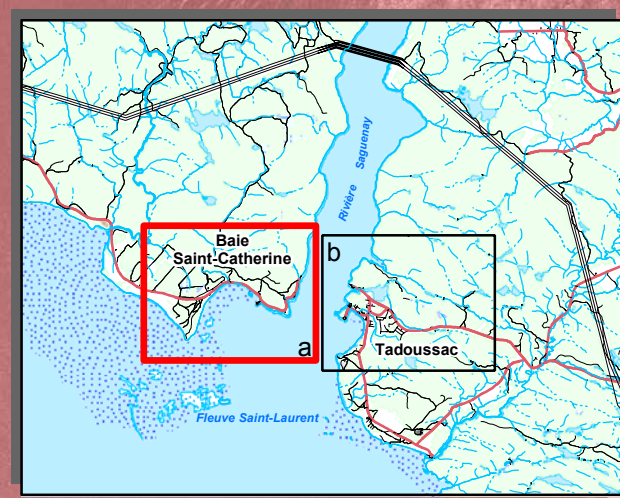 Rivière Saguenay
Baie
Saint-Catherine
b
a
Tadoussac
Fleuve Saint-Laurent